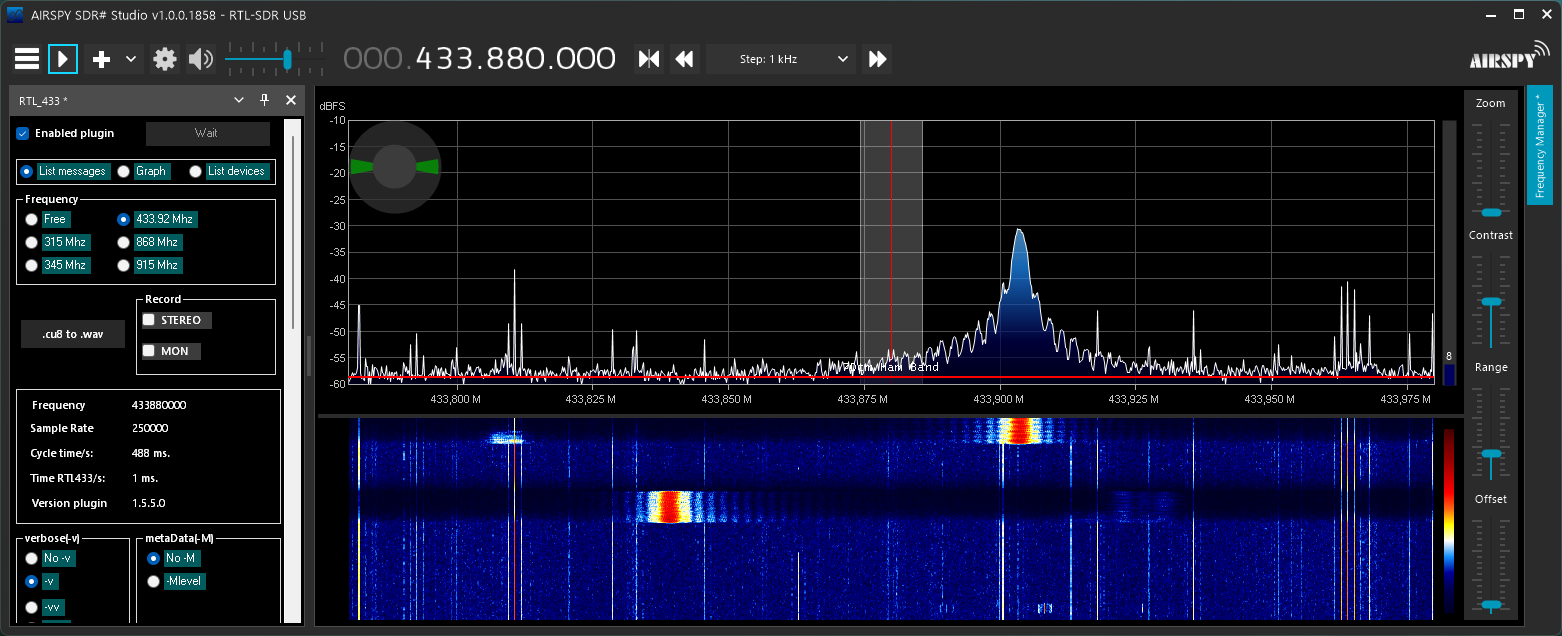 AIRSPY SDR# Studio v1.0.0.1858 - RTL-SDR USB
000.433.880.000
Step: 1 kHz
AIRSPY
RTL_433 *
Enabled plugin
Wait
List messages Graph List devices
Frequency
Free 433.92 Mhz
315 Mhz 868 Mhz
345 Mhz 915 Mhz
Record
STEREO
.cu8 to .wav
MON
Frequency 433880000
Sample Rate 250000
Cycle time/s: 488 ms.
Time RTL433/s: 1 ms.
Version plugin 1.5.5.0
verbose(-v)
No -v
-v
-vv
metaData(-M)
No -M
-Mlevel
dBFS
-10
-15
-20
-25
-30
-35
-40
-45
-50
-55
-60
Ham Band
433,800 M 433,825 M 433,850 M 433,875 M 433,900 M 433,925 M 433,950 M 433,975 M
8
Zoom
Contrast
Range
Offset
Frequency Manager *